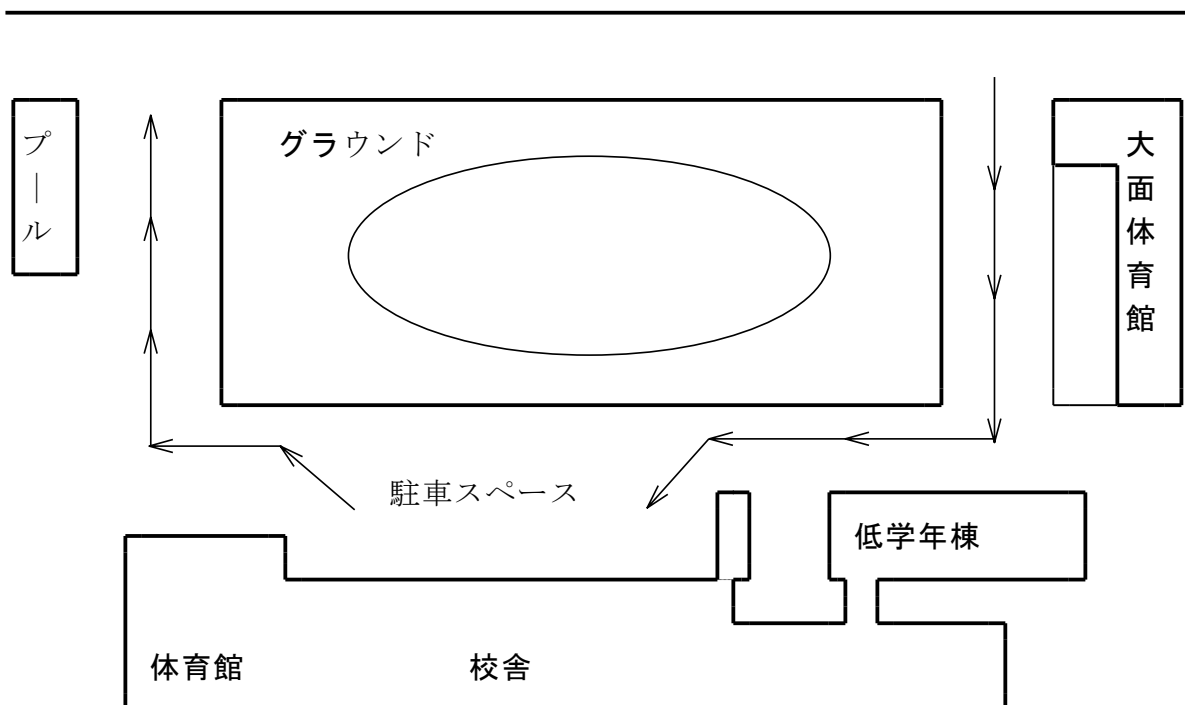 グラウンド
プール
大面体育館
駐車スペース
低学年棟
体育館
校舎